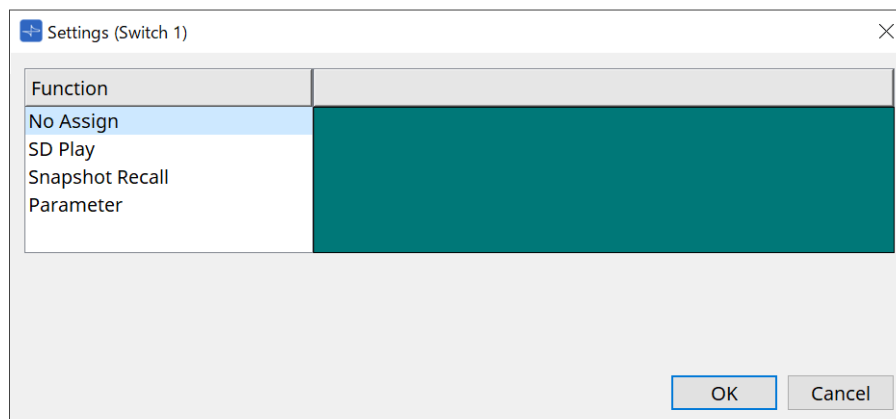 Settings (Switch 1)
Function
No Assign
SD Play
Snapshot Recall
Parameter
OK Cancel